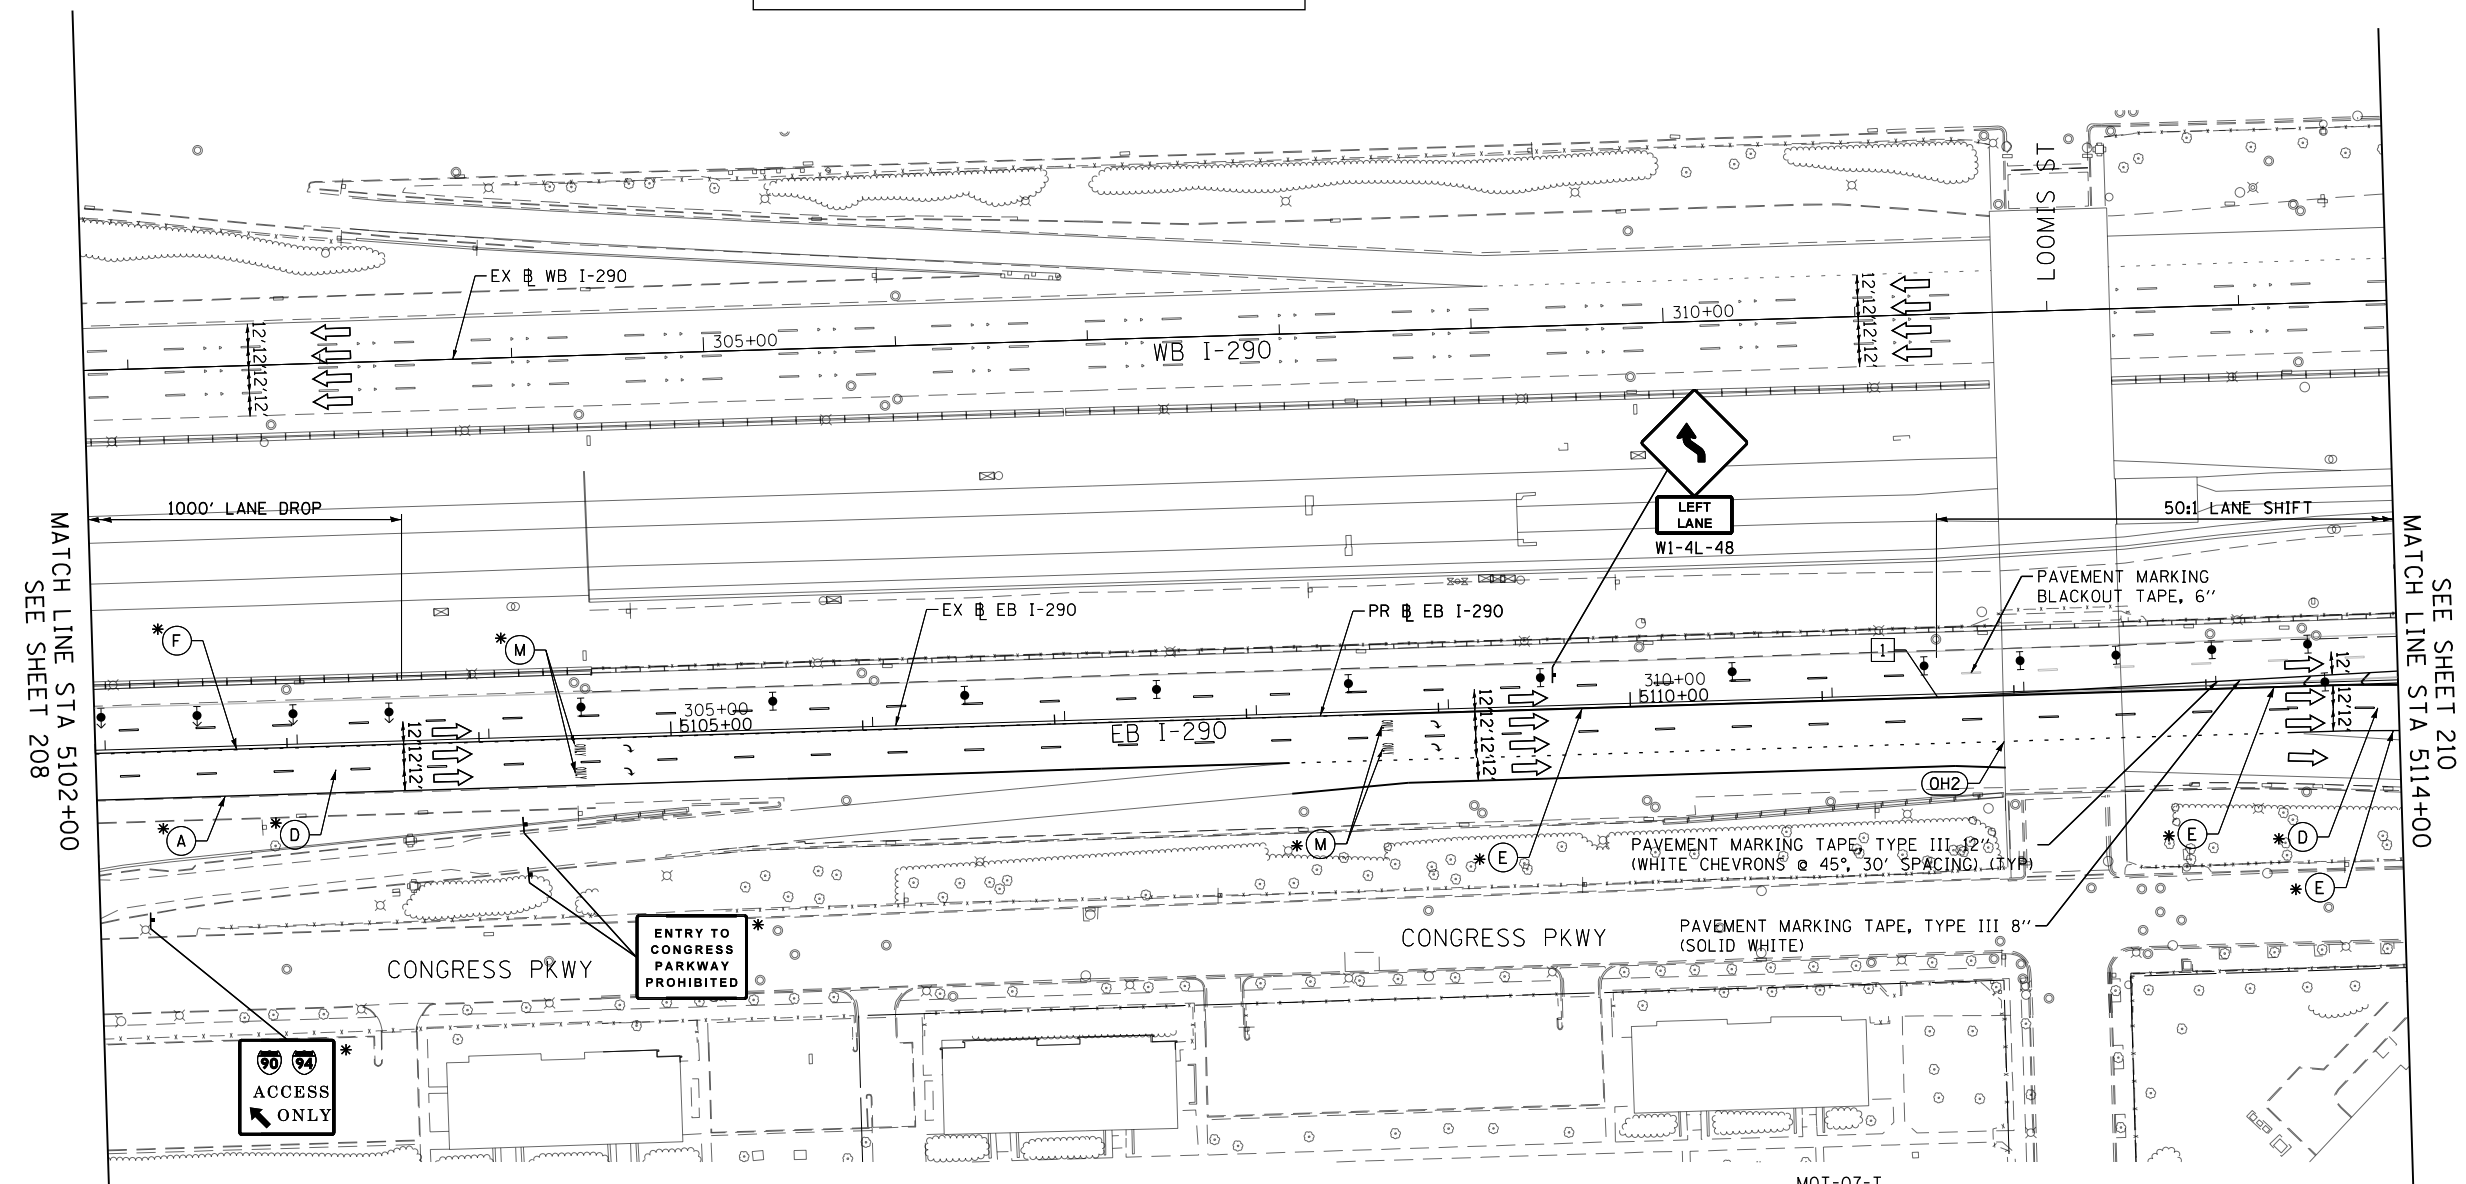 LOOMIS ST
EX ℄ WB I-290
12' 12' 12' 12'
305+00
WB I-290
310+00
12' 12' 12' 12'
1000' LANE DROP
LEFT
LANE
W1-4L-48
50:1 LANE SHIFT
PAVEMENT MARKING
BLACKOUT TAPE, 6''
MATCH LINE STA 5102+00
SEE SHEET 208
SEE SHEET 210
MATCH LINE STA 5114+00
* F
* M
EX ℄ EB I-290
PR ℄ EB I-290
1
305+00
5105+00
EB I-290
310+00
5110+00
12' 12' 12'
12' 12' 12' 12'
12'
12' 12'
OH2
* A
* D
* M
* E
PAVEMENT MARKING TAPE, TYPE III 12''
(WHITE CHEVRONS @ 45°, 30' SPACING) (TYP)
* E
* D
* E
PAVEMENT MARKING TAPE, TYPE III 8''
(SOLID WHITE)
CONGRESS PKWY
CONGRESS PKWY
ENTRY TO
CONGRESS
PARKWAY
PROHIBITED
*
90 94
ACCESS
ONLY
*
MOT-07-T